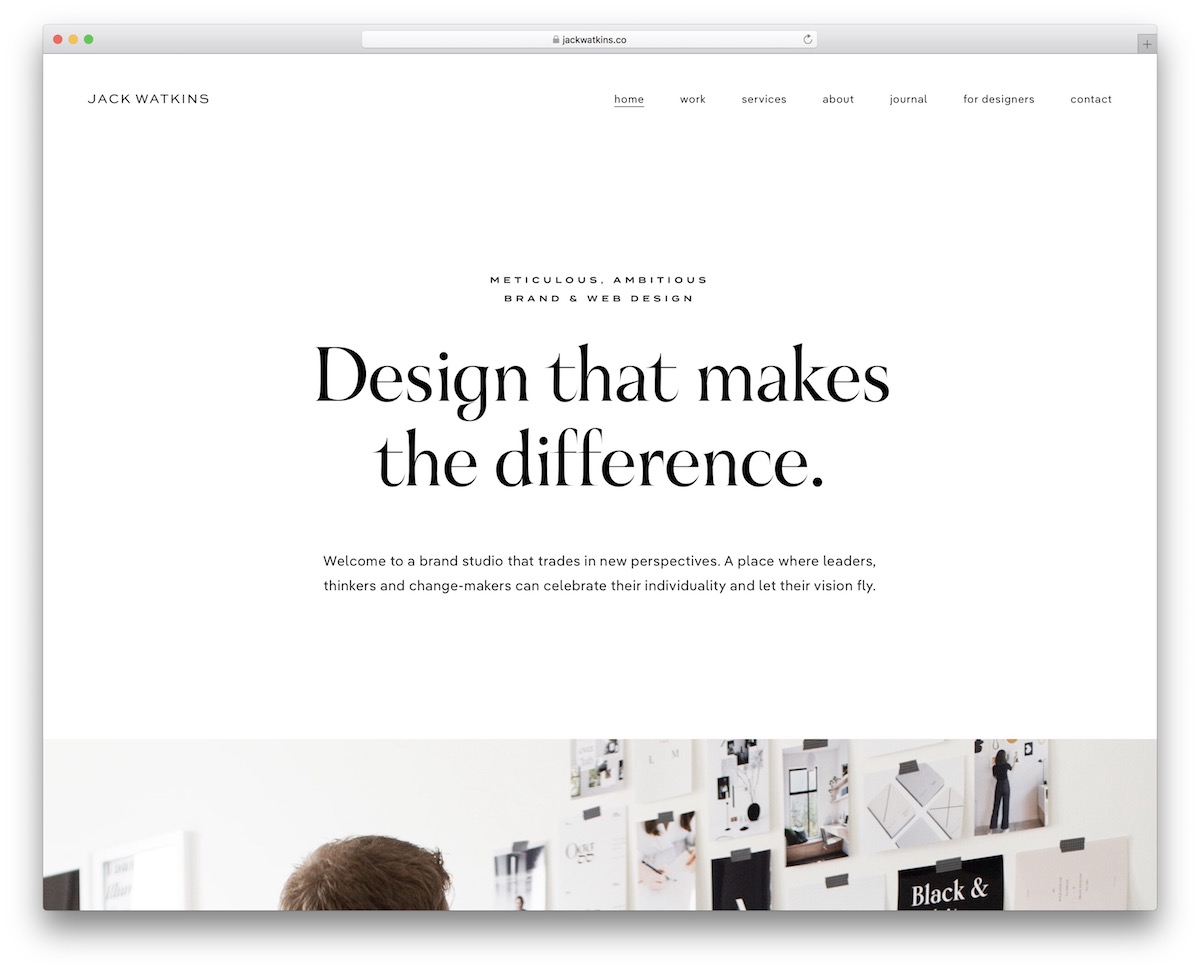 jackwatkins.co
JACK WATKINS
home
work
services
about
journal
for designers
contact
METICULOUS, AMBITIOUS
BRAND & WEB DESIGN
Design that makes
the difference.
Welcome to a brand studio that trades in new perspectives. A place where leaders,
thinkers and change-makers can celebrate their individuality and let their vision fly.
L M
Black &